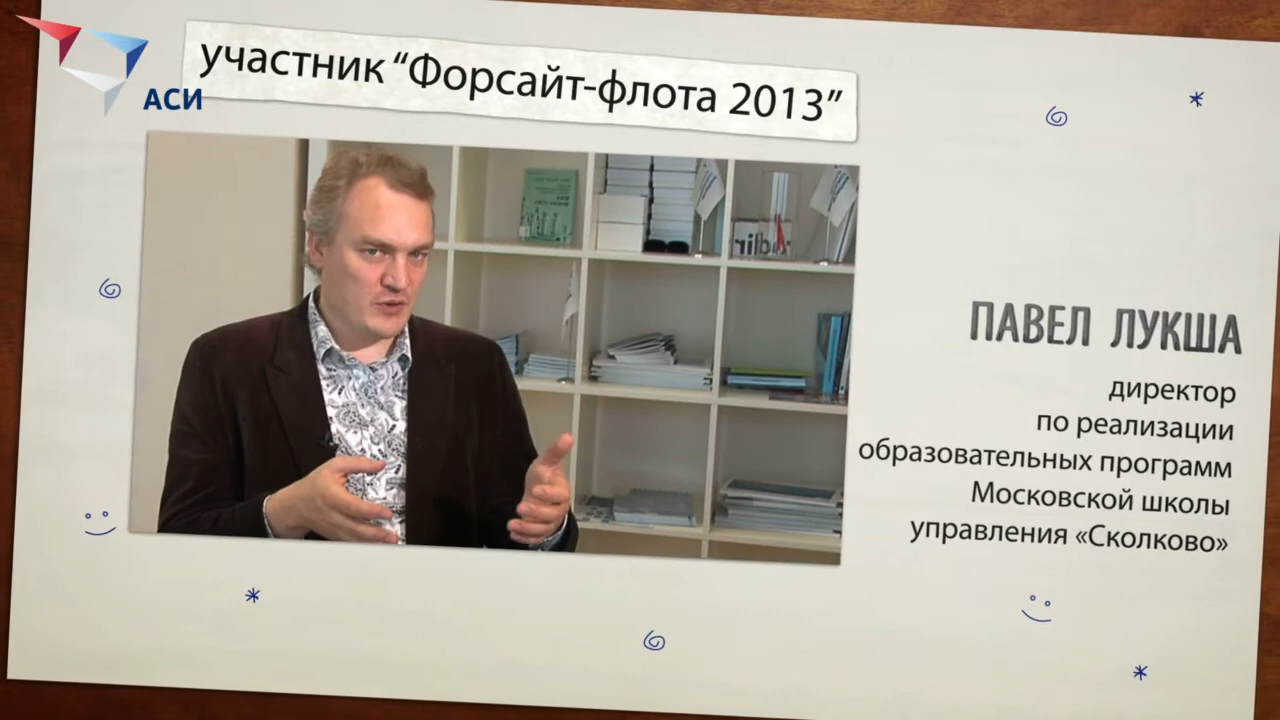 АСИ
участник “Форсайт-флота 2013”
ПАВЕЛ ЛУКША
директор
по реализации
образовательных программ
Московской школы
управления «Сколково»